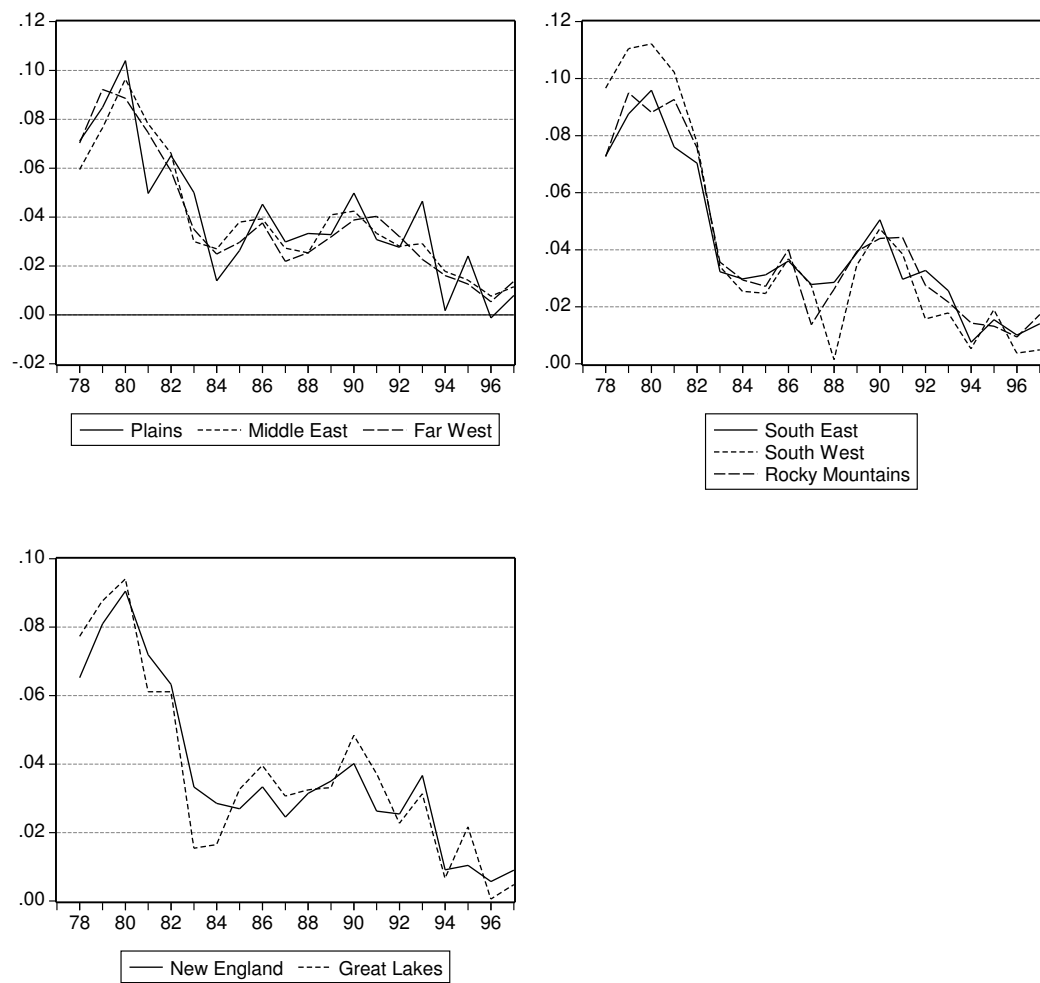 .12
.10
.08
.06
.04
.02
.00
-.02
78 80 82 84 86 88 90 92 94 96
Plains Middle East Far West
.12
.10
.08
.06
.04
.02
.00
78 80 82 84 86 88 90 92 94 96
South East
South West
Rocky Mountains
.10
.08
.06
.04
.02
.00
78 80 82 84 86 88 90 92 94 96
New England Great Lakes